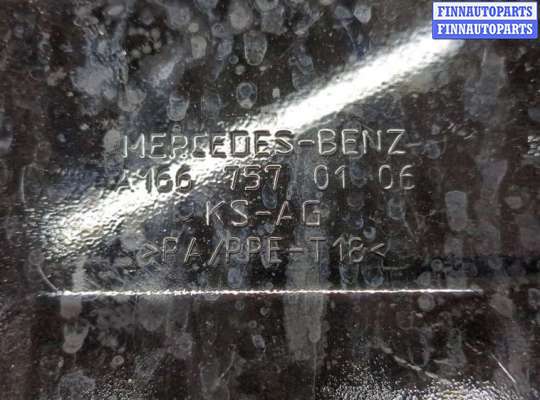 FINNAUTOPARTS
FINNAUTOPARTS
MERCEDES-BENZ
A166 757 01 06
KS-AG
>PA/PPE-T18<